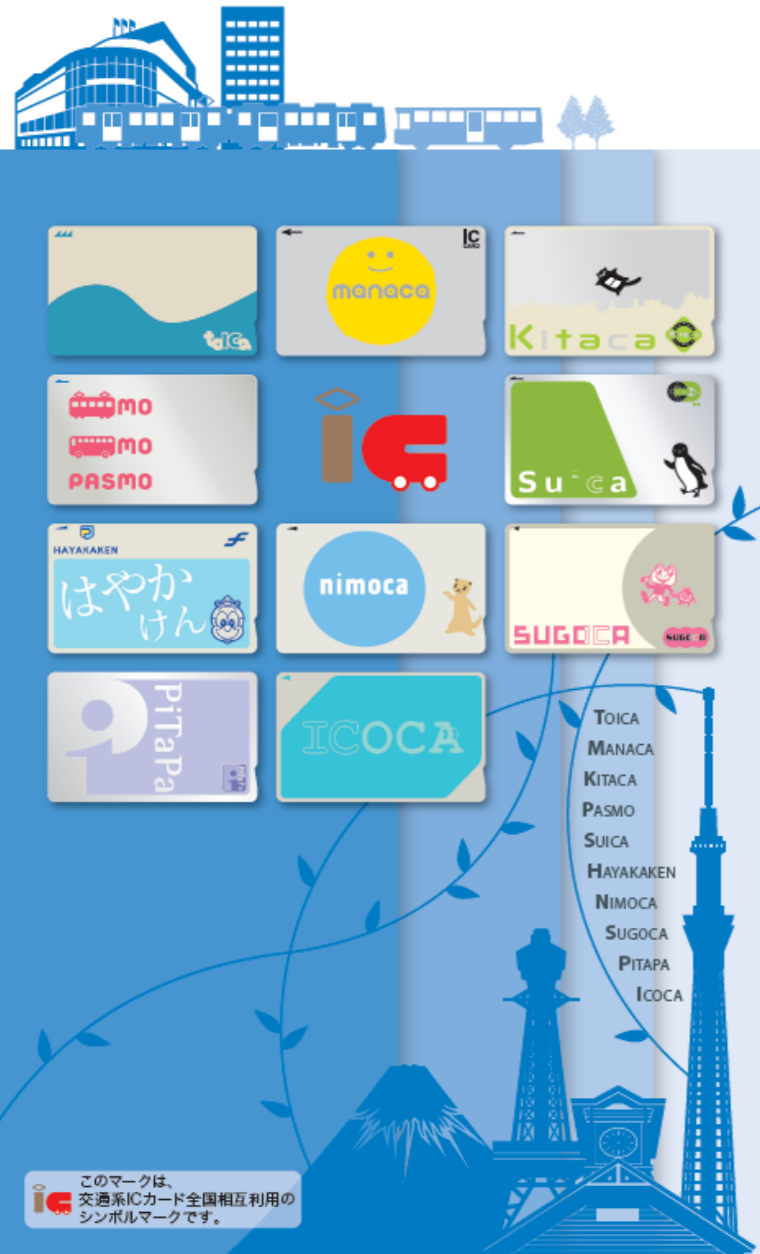 toICa
manaca
IC
CARD
Kitaca
MO
MO
PASMO
Suica
HAYAKAKEN
はやか
けん
nimoca
SUGOCA
SUGOCA
PiTaPa
ICOCA
TOICA
MANACA
KITACA
PASMO
SUICA
HAYAKAKEN
NIMOCA
SUGOCA
PITAPA
ICOCA
このマークは、
交通系ICカード全国相互利用の
シンボルマークです。